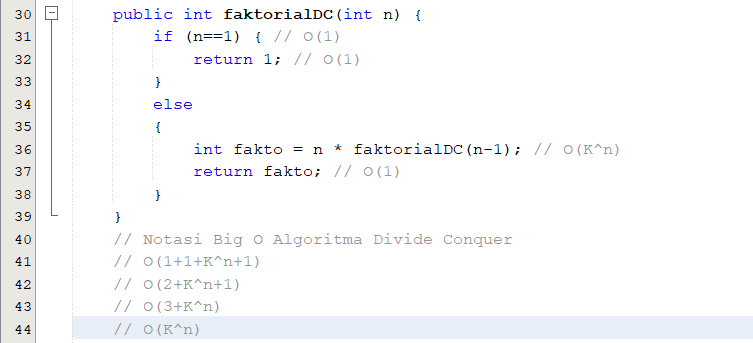 30 public int faktorialDC(int n) {
31 if (n==1) { // O(1)
32 return 1; // O(1)
33 }
34 else
35 {
36 int fakto = n * faktorialDC(n-1); // O(K^n)
37 return fakto; // O(1)
38 }
39 }
40 // Notasi Big O Algoritma Divide Conquer
41 // O(1+1+K^n+1)
42 // O(2+K^n+1)
43 // O(3+K^n)
44 // O(K^n)